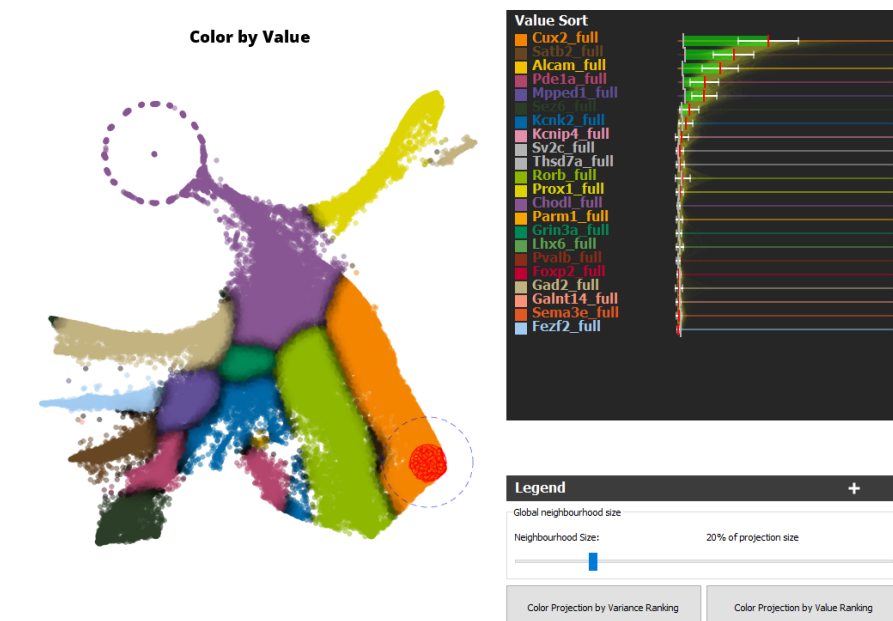 Color by Value
Value Sort
Cux2_full
Satb2_full
Alcam_full
Pde1a_full
Mpped1_full
Sez6_full
Kcnk2_full
Kcnip4_full
Sv2c_full
Thsd7a_full
Rorb_full
Prox1_full
Chodl_full
Parm1_full
Grin3a_full
Lhx6_full
Pvalb_full
Foxp2_full
Gad2_full
Galnt14_full
Sema3e_full
Fezf2_full
Legend +
Global neighbourhood size
Neighbourhood Size: 20% of projection size
Color Projection by Variance Ranking
Color Projection by Value Ranking